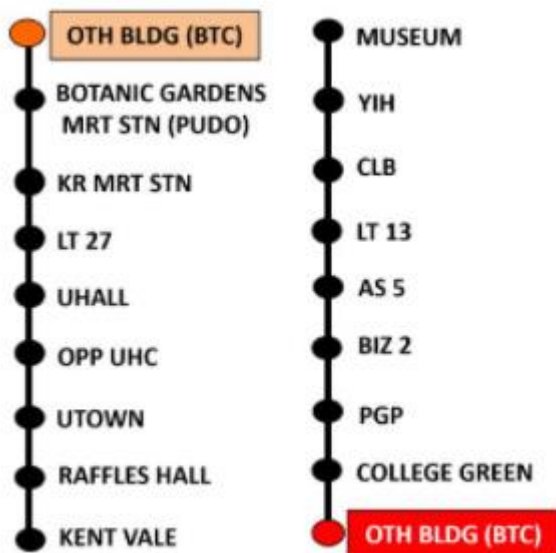 OTH BLDG (BTC)
BOTANIC GARDENS
MRT STN (PUDO)
KR MRT STN
LT 27
UHALL
OPP UHC
UTOWN
RAFFLES HALL
KENT VALE
MUSEUM
YIH
CLB
LT 13
AS 5
BIZ 2
PGP
COLLEGE GREEN
OTH BLDG (BTC)